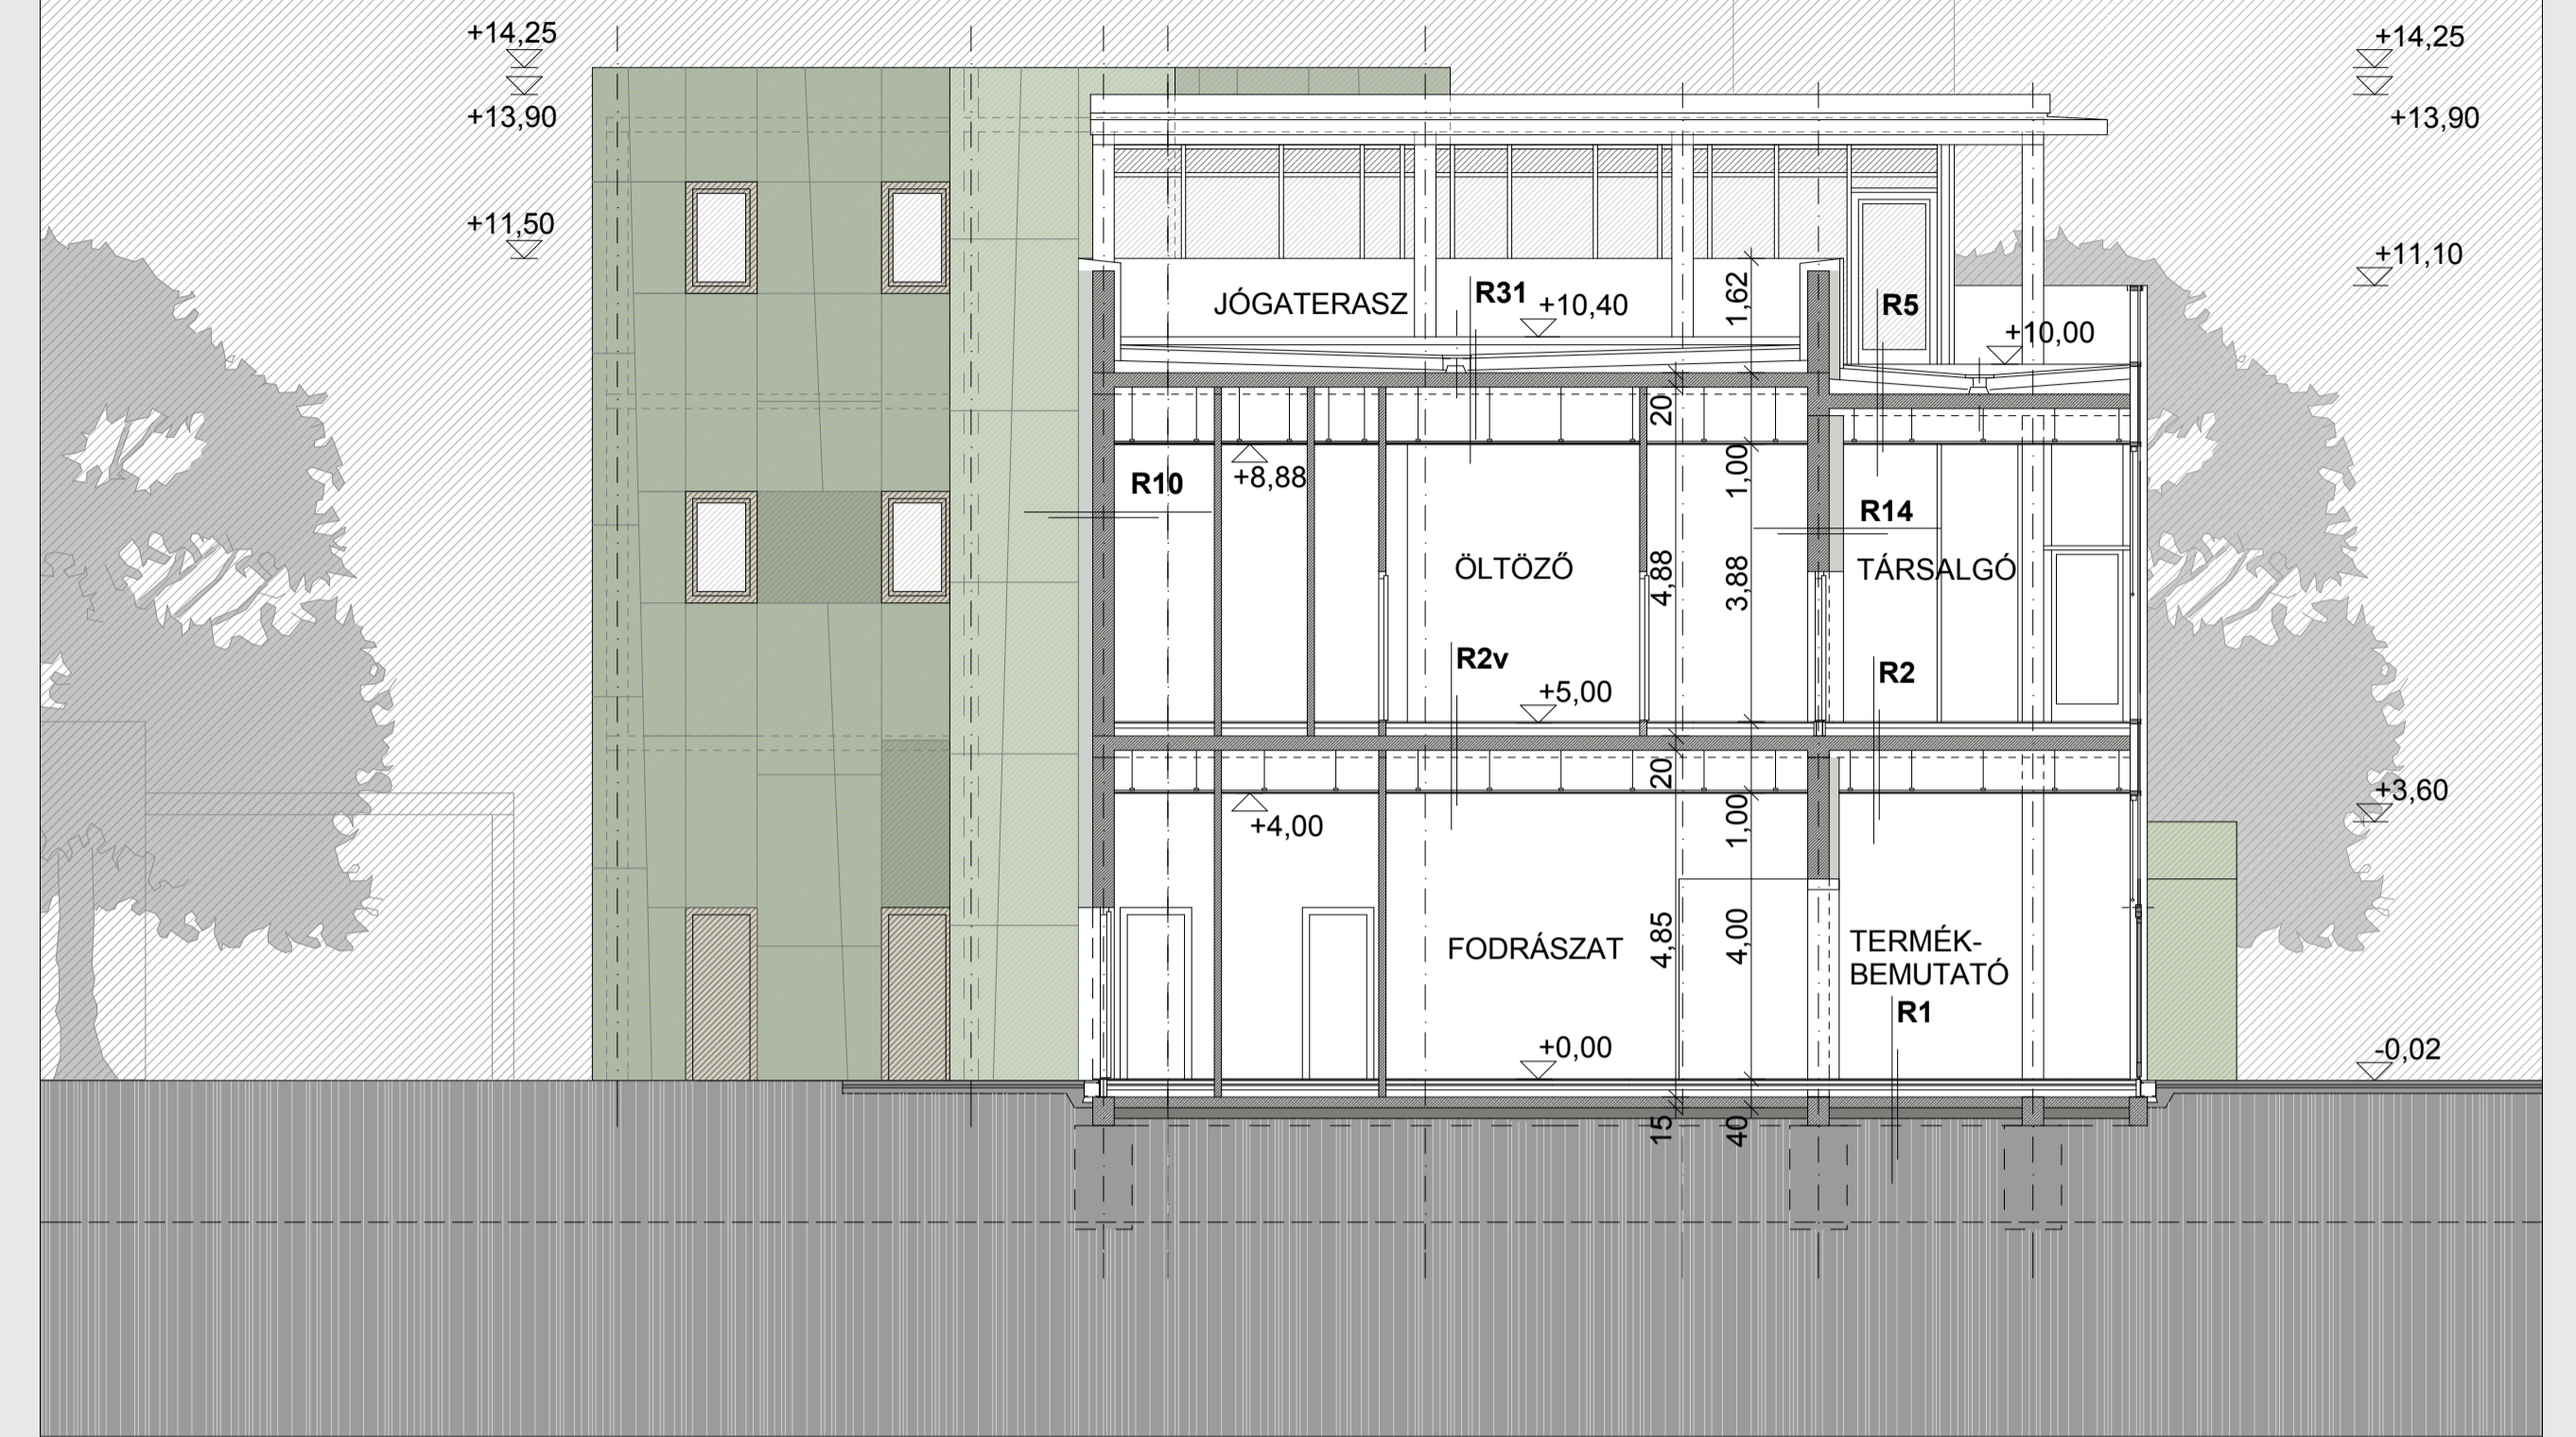 +14,25
+14,25
+13,90
+13,90
+11,50
+11,10
JÓGATERASZ
R31
+10,40
1,62
R5
+10,00
20
+8,88
1,00
R10
R14
ÖLTÖZŐ
4,88
3,88
TÁRSALGÓ
R2v
R2
+5,00
20
+3,60
+4,00
1,00
FODRÁSZAT
4,85
4,00
TERMÉK-
BEMUTATÓ
R1
+0,00
-0,02
15
40